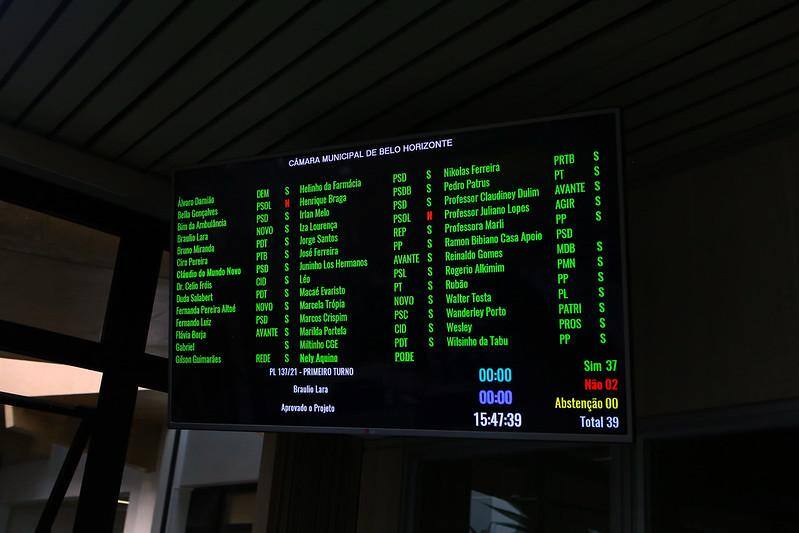 CÂMARA MUNICIPAL DE BELO HORIZONTE
Álvaro Damião DEM S
Bella Gonçalves PSOL N
Bim da Ambulância PSD S
Braulio Lara NOVO S
Bruno Miranda PDT S
Ciro Pereira PTB S
Cláudio do Mundo Novo PSD S
Dr. Celio Fróis CID S
Duda Salabert PDT S
Fernanda Pereira Altoé NOVO S
Fernando Luiz PSD S
Flávia Borja AVANTE S
Gabriel S
Gilson Guimarães REDE S
Helinho da Farmácia PSD S
Henrique Braga PSDB S
Irlan Melo PSD S
Iza Lourença PSOL N
Jorge Santos REP S
José Ferreira PP S
Juninho Los Hermanos AVANTE S
Léo PSL S
Macaé Evaristo PT S
Marcela Trópia NOVO S
Marcos Crispim PSC S
Marilda Portela CID S
Miltinho CGE PDT S
Nely Aquino PODE
Nikolas Ferreira PRTB S
Pedro Patrus PT S
Professor Claudiney Dulim AVANTE S
Professor Juliano Lopes AGIR S
Professora Marli PP S
Ramon Bibiano Casa Apoio PSD
Reinaldo Gomes MDB S
Rogerio Alkimim PMN S
Rubão PP S
Walter Tosta PL S
Wanderley Porto PATRI S
Wesley PROS S
Wilsinho da Tabu PP S
PL 137/21 - PRIMEIRO TURNO
Braulio Lara
Aprovado o Projeto
00:00
00:00
15:47:39
Sim 37
Não 02
Abstenção 00
Total 39